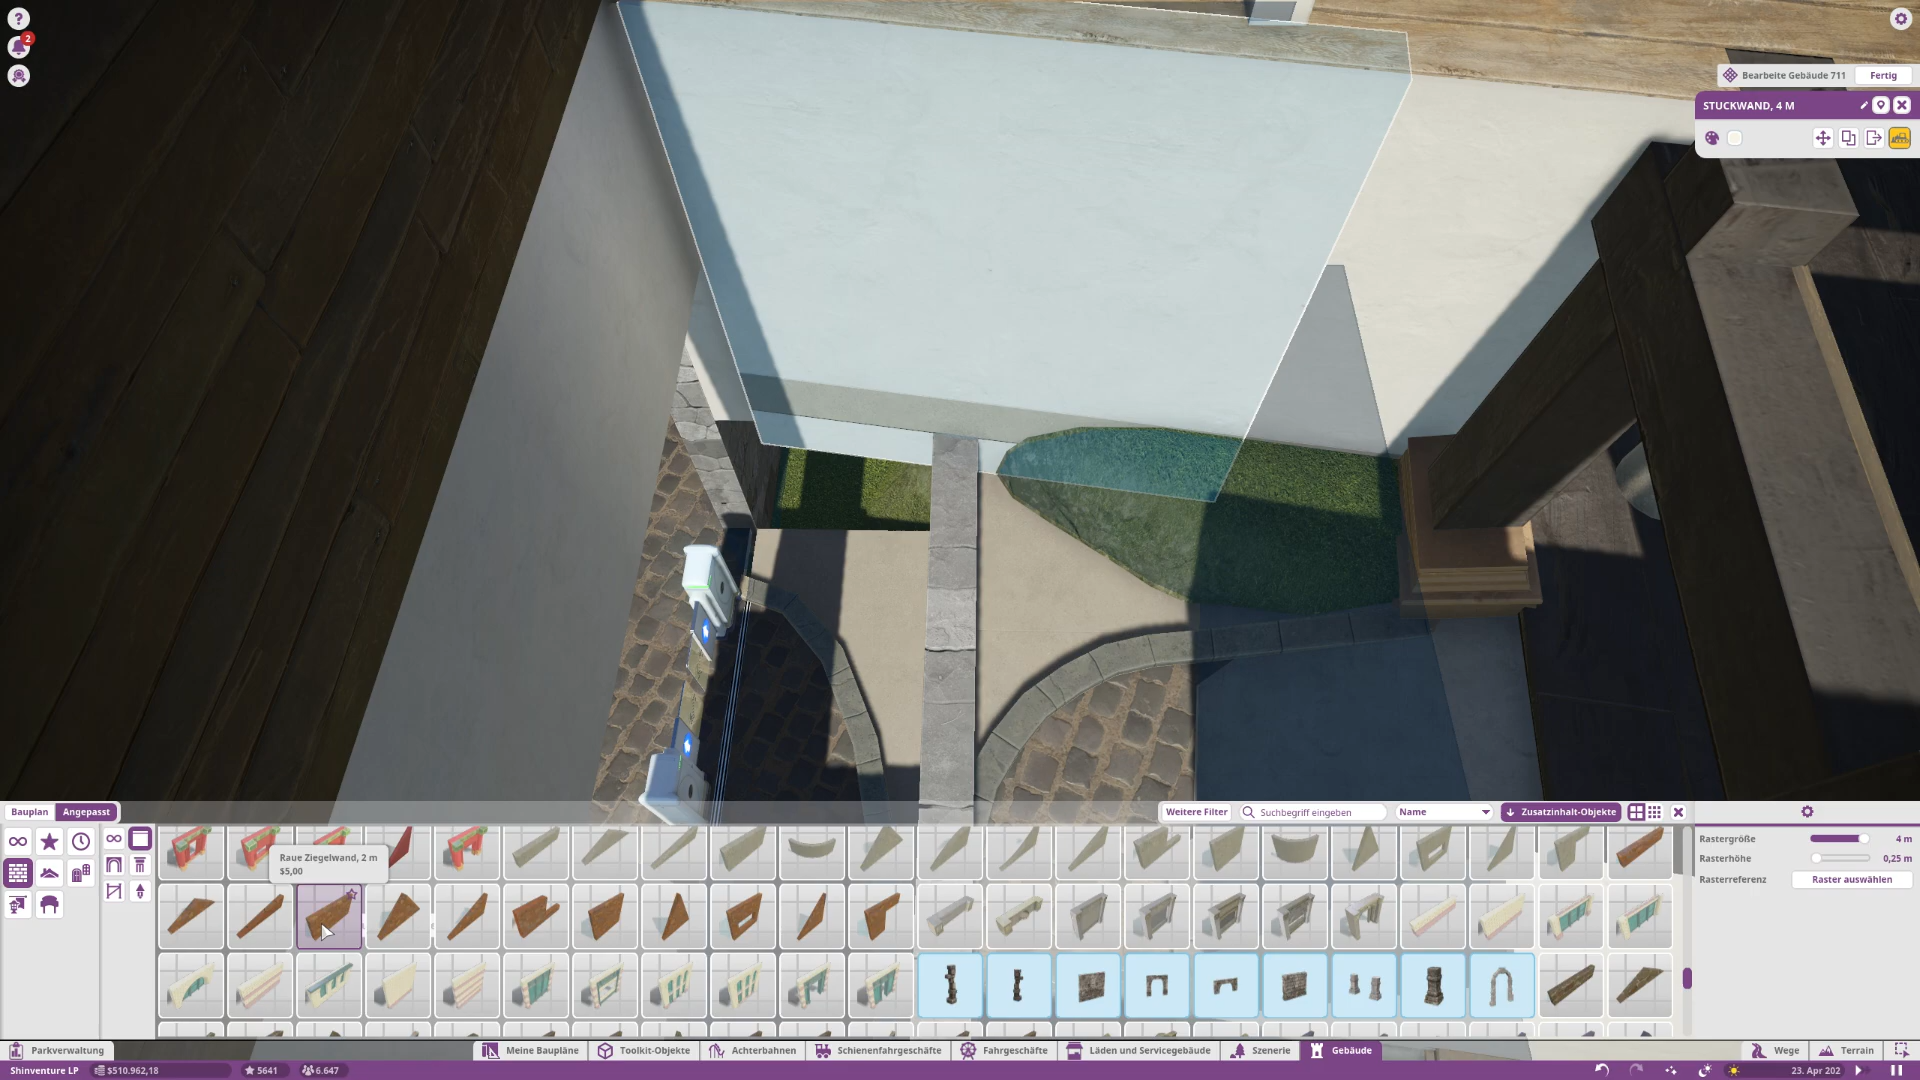 ?
2
Bearbeite Gebäude 711
Fertig
STUCKWAND, 4 M
Bauplan
Angepasst
Weitere Filter
Suchbegriff eingeben
Name
Zusatzinhalt-Objekte
Raue Ziegelwand, 2 m
$5,00
Rastergröße
4 m
Rasterhöhe
0,25 m
Rasterreferenz
Raster auswählen
Parkverwaltung
Meine Baupläne
Toolkit-Objekte
Achterbahnen
Schienenfahrgeschäfte
Fahrgeschäfte
Läden und Servicegebäude
Szenerie
Gebäude
Wege
Terrain
Shinventure LP
$510.962,18
5641
6.647
23. Apr 202